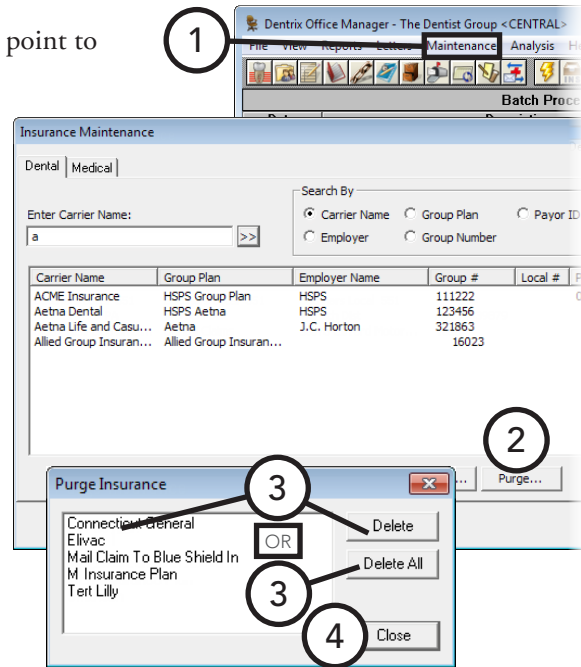 point to
1
Dentrix Office Manager - The Dentist Group <CENTRAL>
File View Reports Letters Maintenance Analysis
Batch Proce
Insurance Maintenance
Dental Medical
Search By
Enter Carrier Name:
Carrier Name Group Plan Payor ID
a >> Employer Group Number
Carrier Name Group Plan Employer Name Group # Local #
ACME Insurance HSPS Group Plan HSPS 111222
Aetna Dental HSPS Aetna HSPS 123456
Aetna Life and Casu... Aetna J.C. Horton 321863
Allied Group Insuran... Allied Group Insuran... 16023
2
... Purge...
Purge Insurance
3
Connecticut General
Elivac
Mail Claim To Blue Shield In
M Insurance Plan
Tert Lilly
OR
Delete
Delete All
3
4
Close